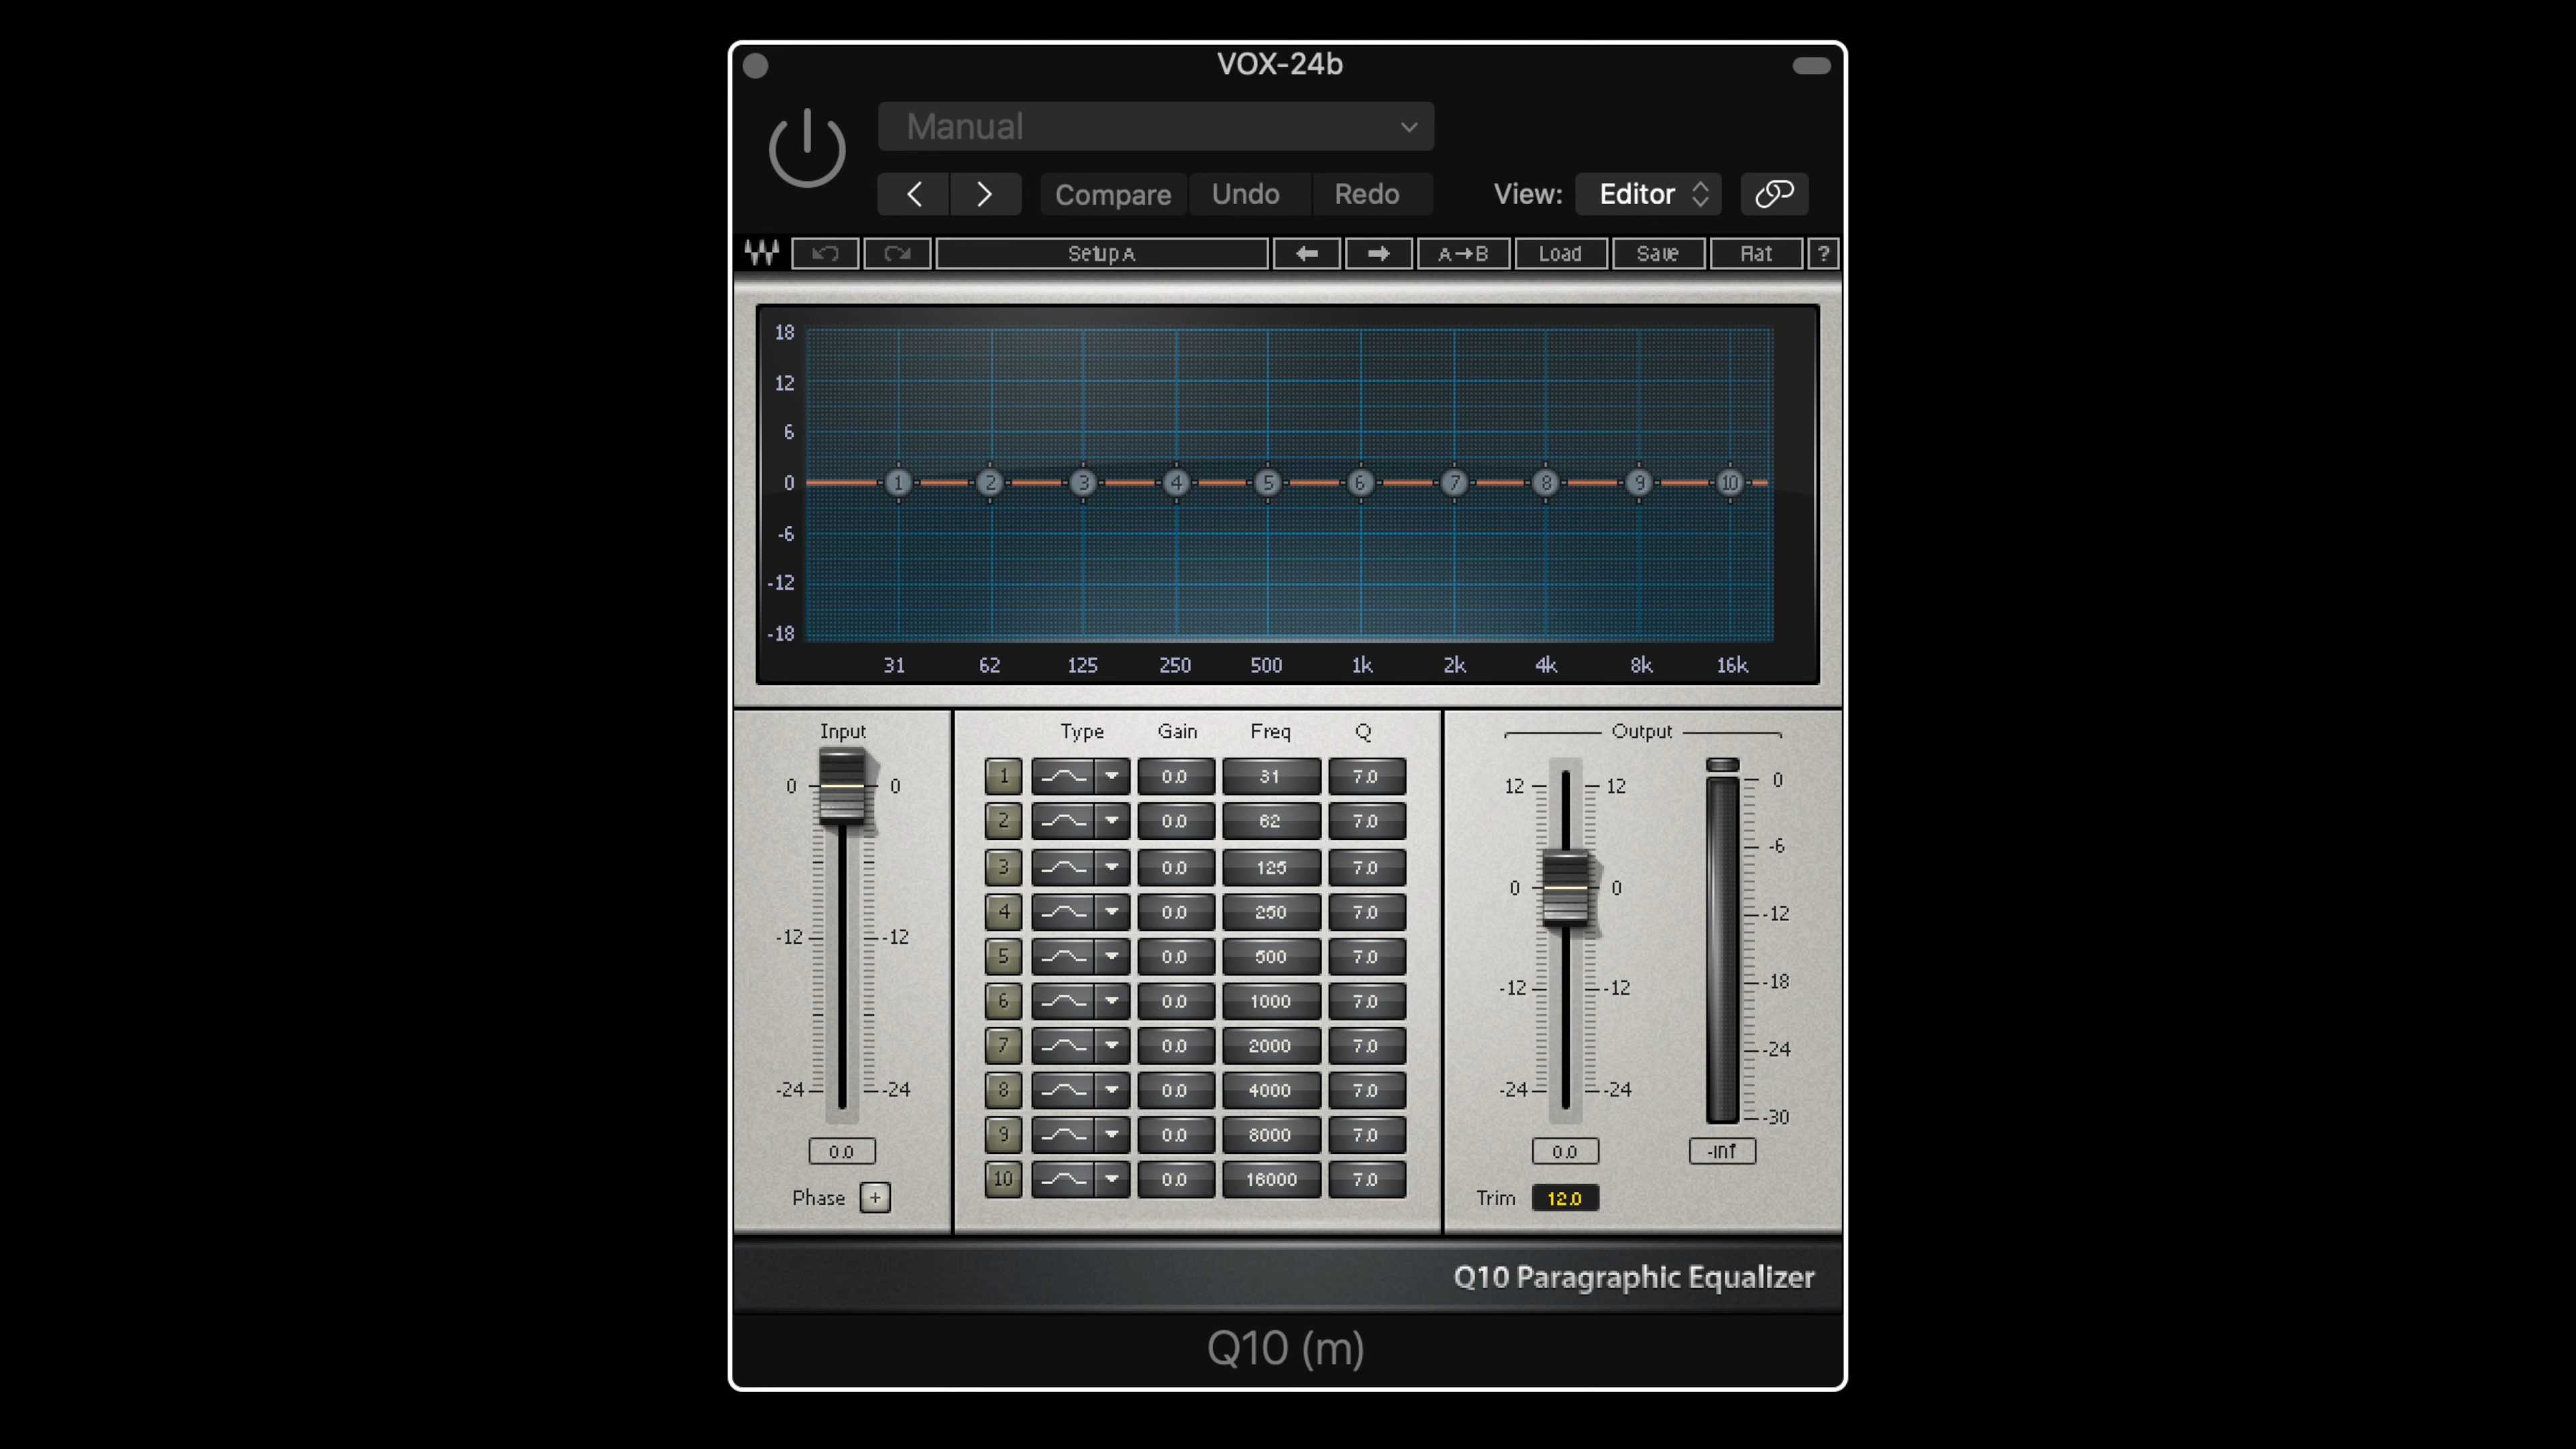 VOX-24b
Manual
Compare Undo Redo View: Editor
Setup A A→B Load Save Flat ?
18
12
6
0
-6
-12
-18
31 62 125 250 500 1k 2k 4k 8k 16k
1 2 3 4 5 6 7 8 9 10
Input
0 0
-12 -12
-24 -24
0.0
Phase +
Type Gain Freq Q
1 0.0 31 7.0
2 0.0 62 7.0
3 0.0 125 7.0
4 0.0 250 7.0
5 0.0 500 7.0
6 0.0 1000 7.0
7 0.0 2000 7.0
8 0.0 4000 7.0
9 0.0 8000 7.0
10 0.0 16000 7.0
Output
12 12
0 0
-12 -12
-24 -24
0.0
Trim 12.0
0
-6
-12
-18
-24
-30
-inf
Q10 Paragraphic Equalizer
Q10 (m)